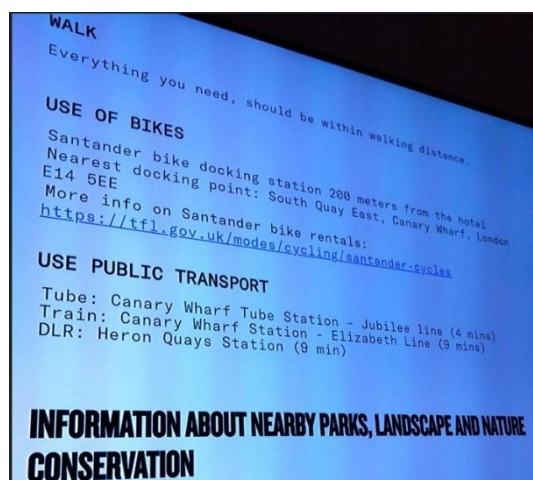 WALK
Everything you need, should be within walking distance.
USE OF BIKES
Santander bike docking station 200 meters from the hotel
Nearest docking point: South Quay East, Canary Wharf, London
E14 5EE
More info on Santander bike rentals:
https://tfl.gov.uk/modes/cycling/santander-cycles
USE PUBLIC TRANSPORT
Tube: Canary Wharf Tube Station - Jubilee line (4 mins)
Train: Canary Wharf Station - Elizabeth Line (9 mins)
DLR: Heron Quays Station (9 min)
INFORMATION ABOUT NEARBY PARKS, LANDSCAPE AND NATURE
CONSERVATION